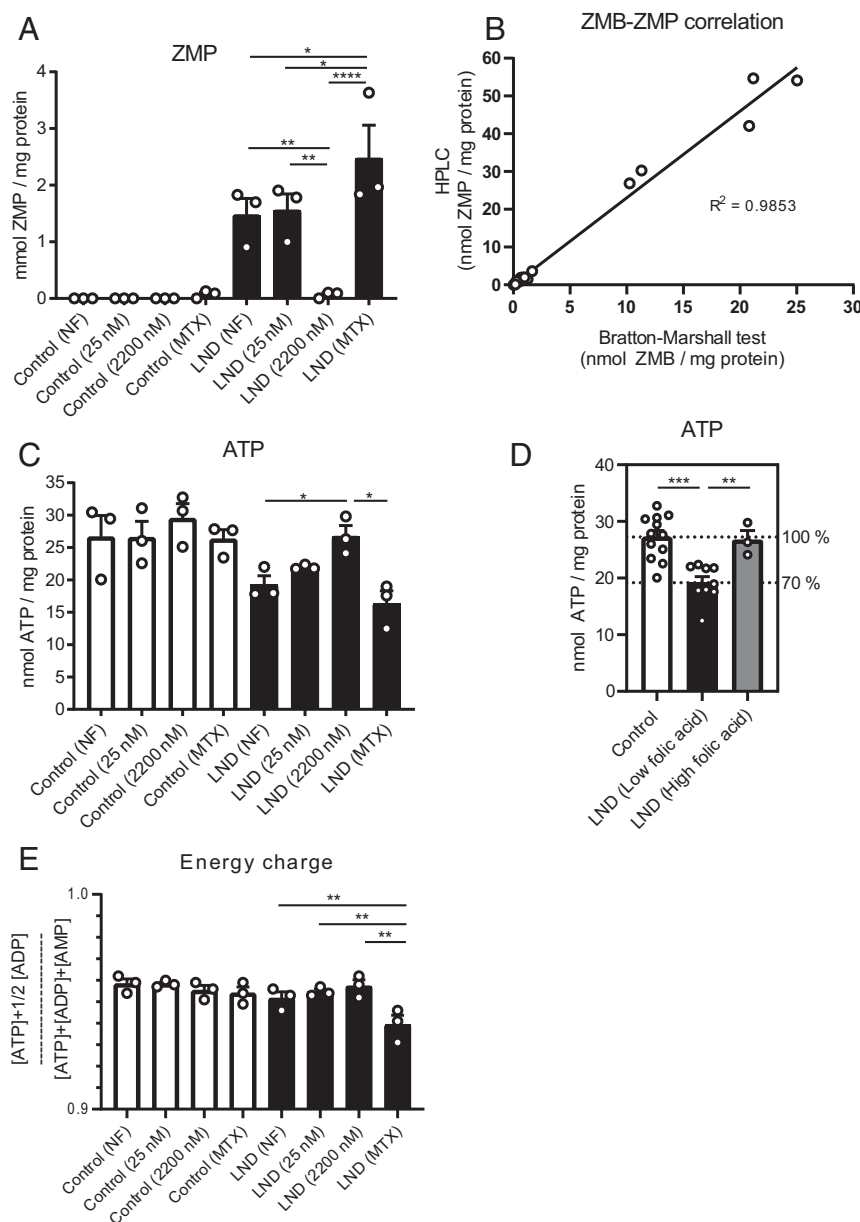 A
ZMP
mmol ZMP / mg protein
4
3
2
1
0
*
*
****
**
**
Control (NF)
Control (25 nM)
Control (2200 nM)
Control (MTX)
LND (NF)
LND (25 nM)
LND (2200 nM)
LND (MTX)
B
ZMB-ZMP correlation
HPLC
(nmol ZMP / mg protein)
60
50
40
30
20
10
0
R² = 0.9853
0 5 10 15 20 25 30
Bratton-Marshall test
(nmol ZMB / mg protein)
C
ATP
nmol ATP / mg protein
35
30
25
20
15
10
5
0
*
*
Control (NF)
Control (25 nM)
Control (2200 nM)
Control (MTX)
LND (NF)
LND (25 nM)
LND (2200 nM)
LND (MTX)
D
ATP
nmol ATP / mg protein
40
30
20
10
0
***
**
100 %
70 %
Control
LND (Low folic acid)
LND (High folic acid)
E
Energy charge
[ATP]+1/2 [ADP]
[ATP]+[ADP]+[AMP]
1.0
0.9
**
**
**
Control (NF)
Control (25 nM)
Control (2200 nM)
Control (MTX)
LND (NF)
LND (25 nM)
LND (2200 nM)
LND (MTX)